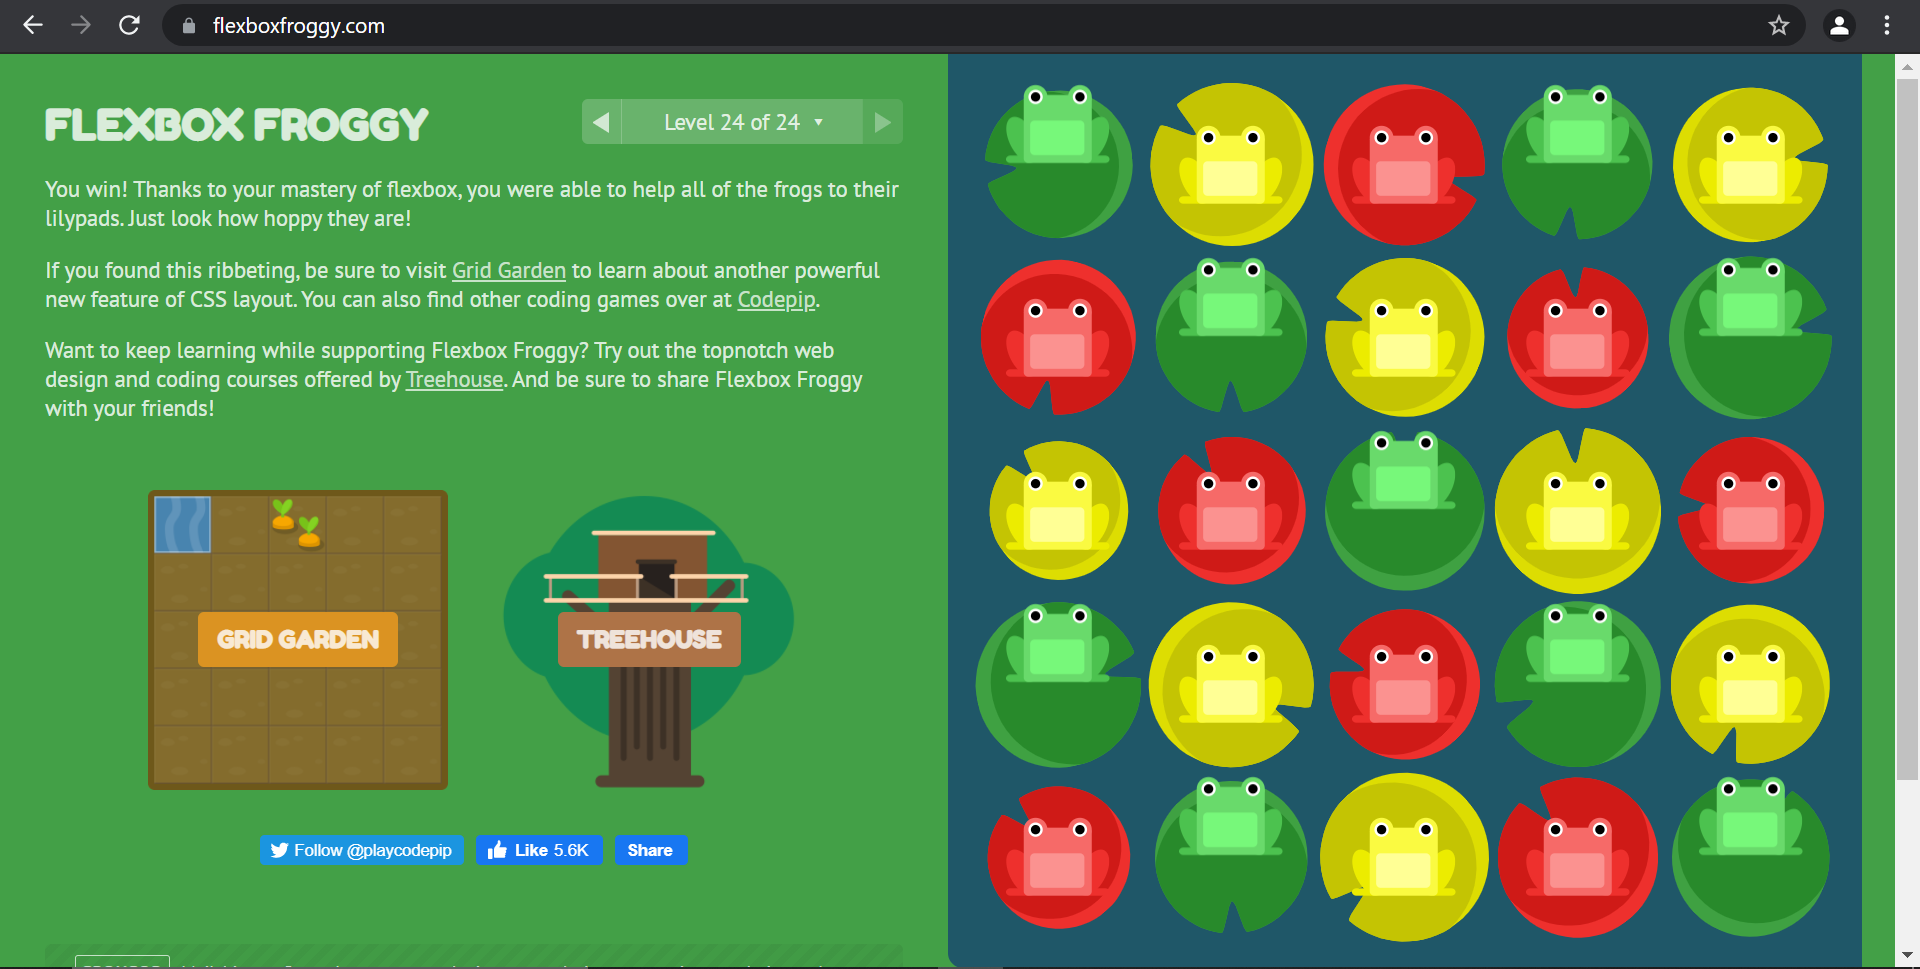 flexboxfroggy.com
FLEXBOX FROGGY
Level 24 of 24
You win! Thanks to your mastery of flexbox, you were able to help all of the frogs to their
lilypads. Just look how hoppy they are!
If you found this ribbeting, be sure to visit Grid Garden to learn about another powerful
new feature of CSS layout. You can also find other coding games over at Codepip.
Want to keep learning while supporting Flexbox Froggy? Try out the topnotch web
design and coding courses offered by Treehouse. And be sure to share Flexbox Froggy
with your friends!
GRID GARDEN
TREEHOUSE
Follow @playcodepip
Like 5.6K
Share